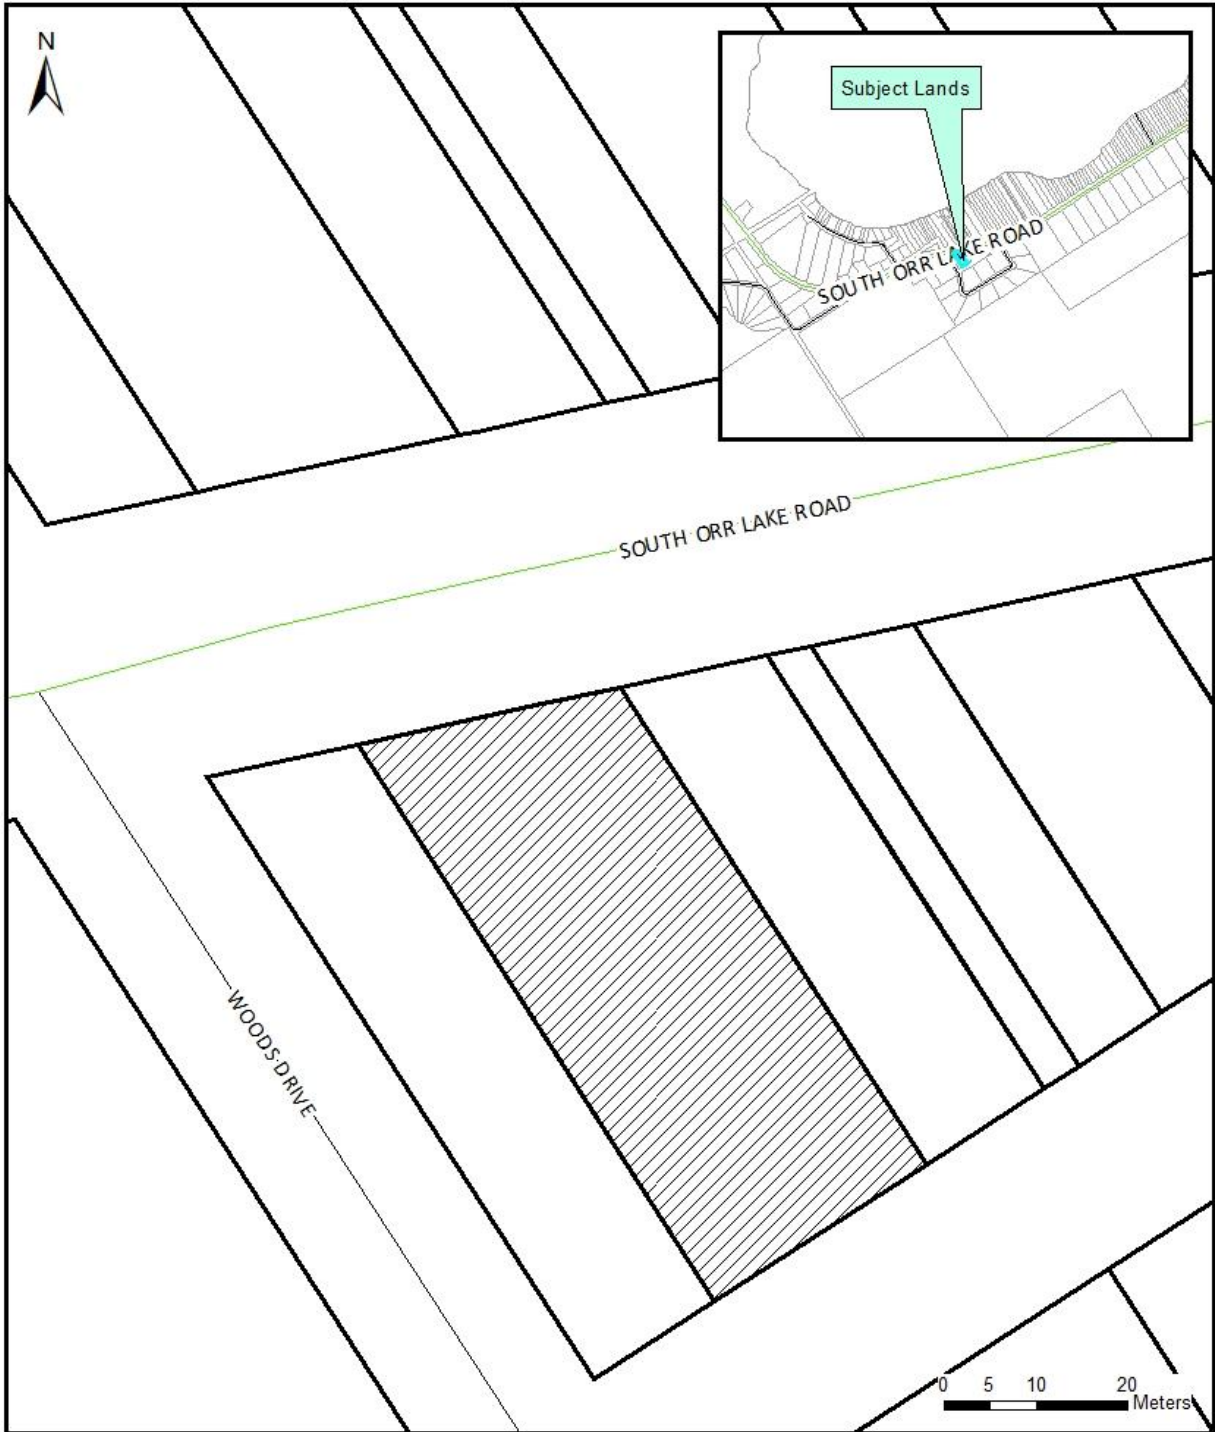 N
Subject Lands
SOUTH ORR LAKE ROAD
SOUTH ORR LAKE ROAD
WOODS DRIVE
0 5 10 20
Meters